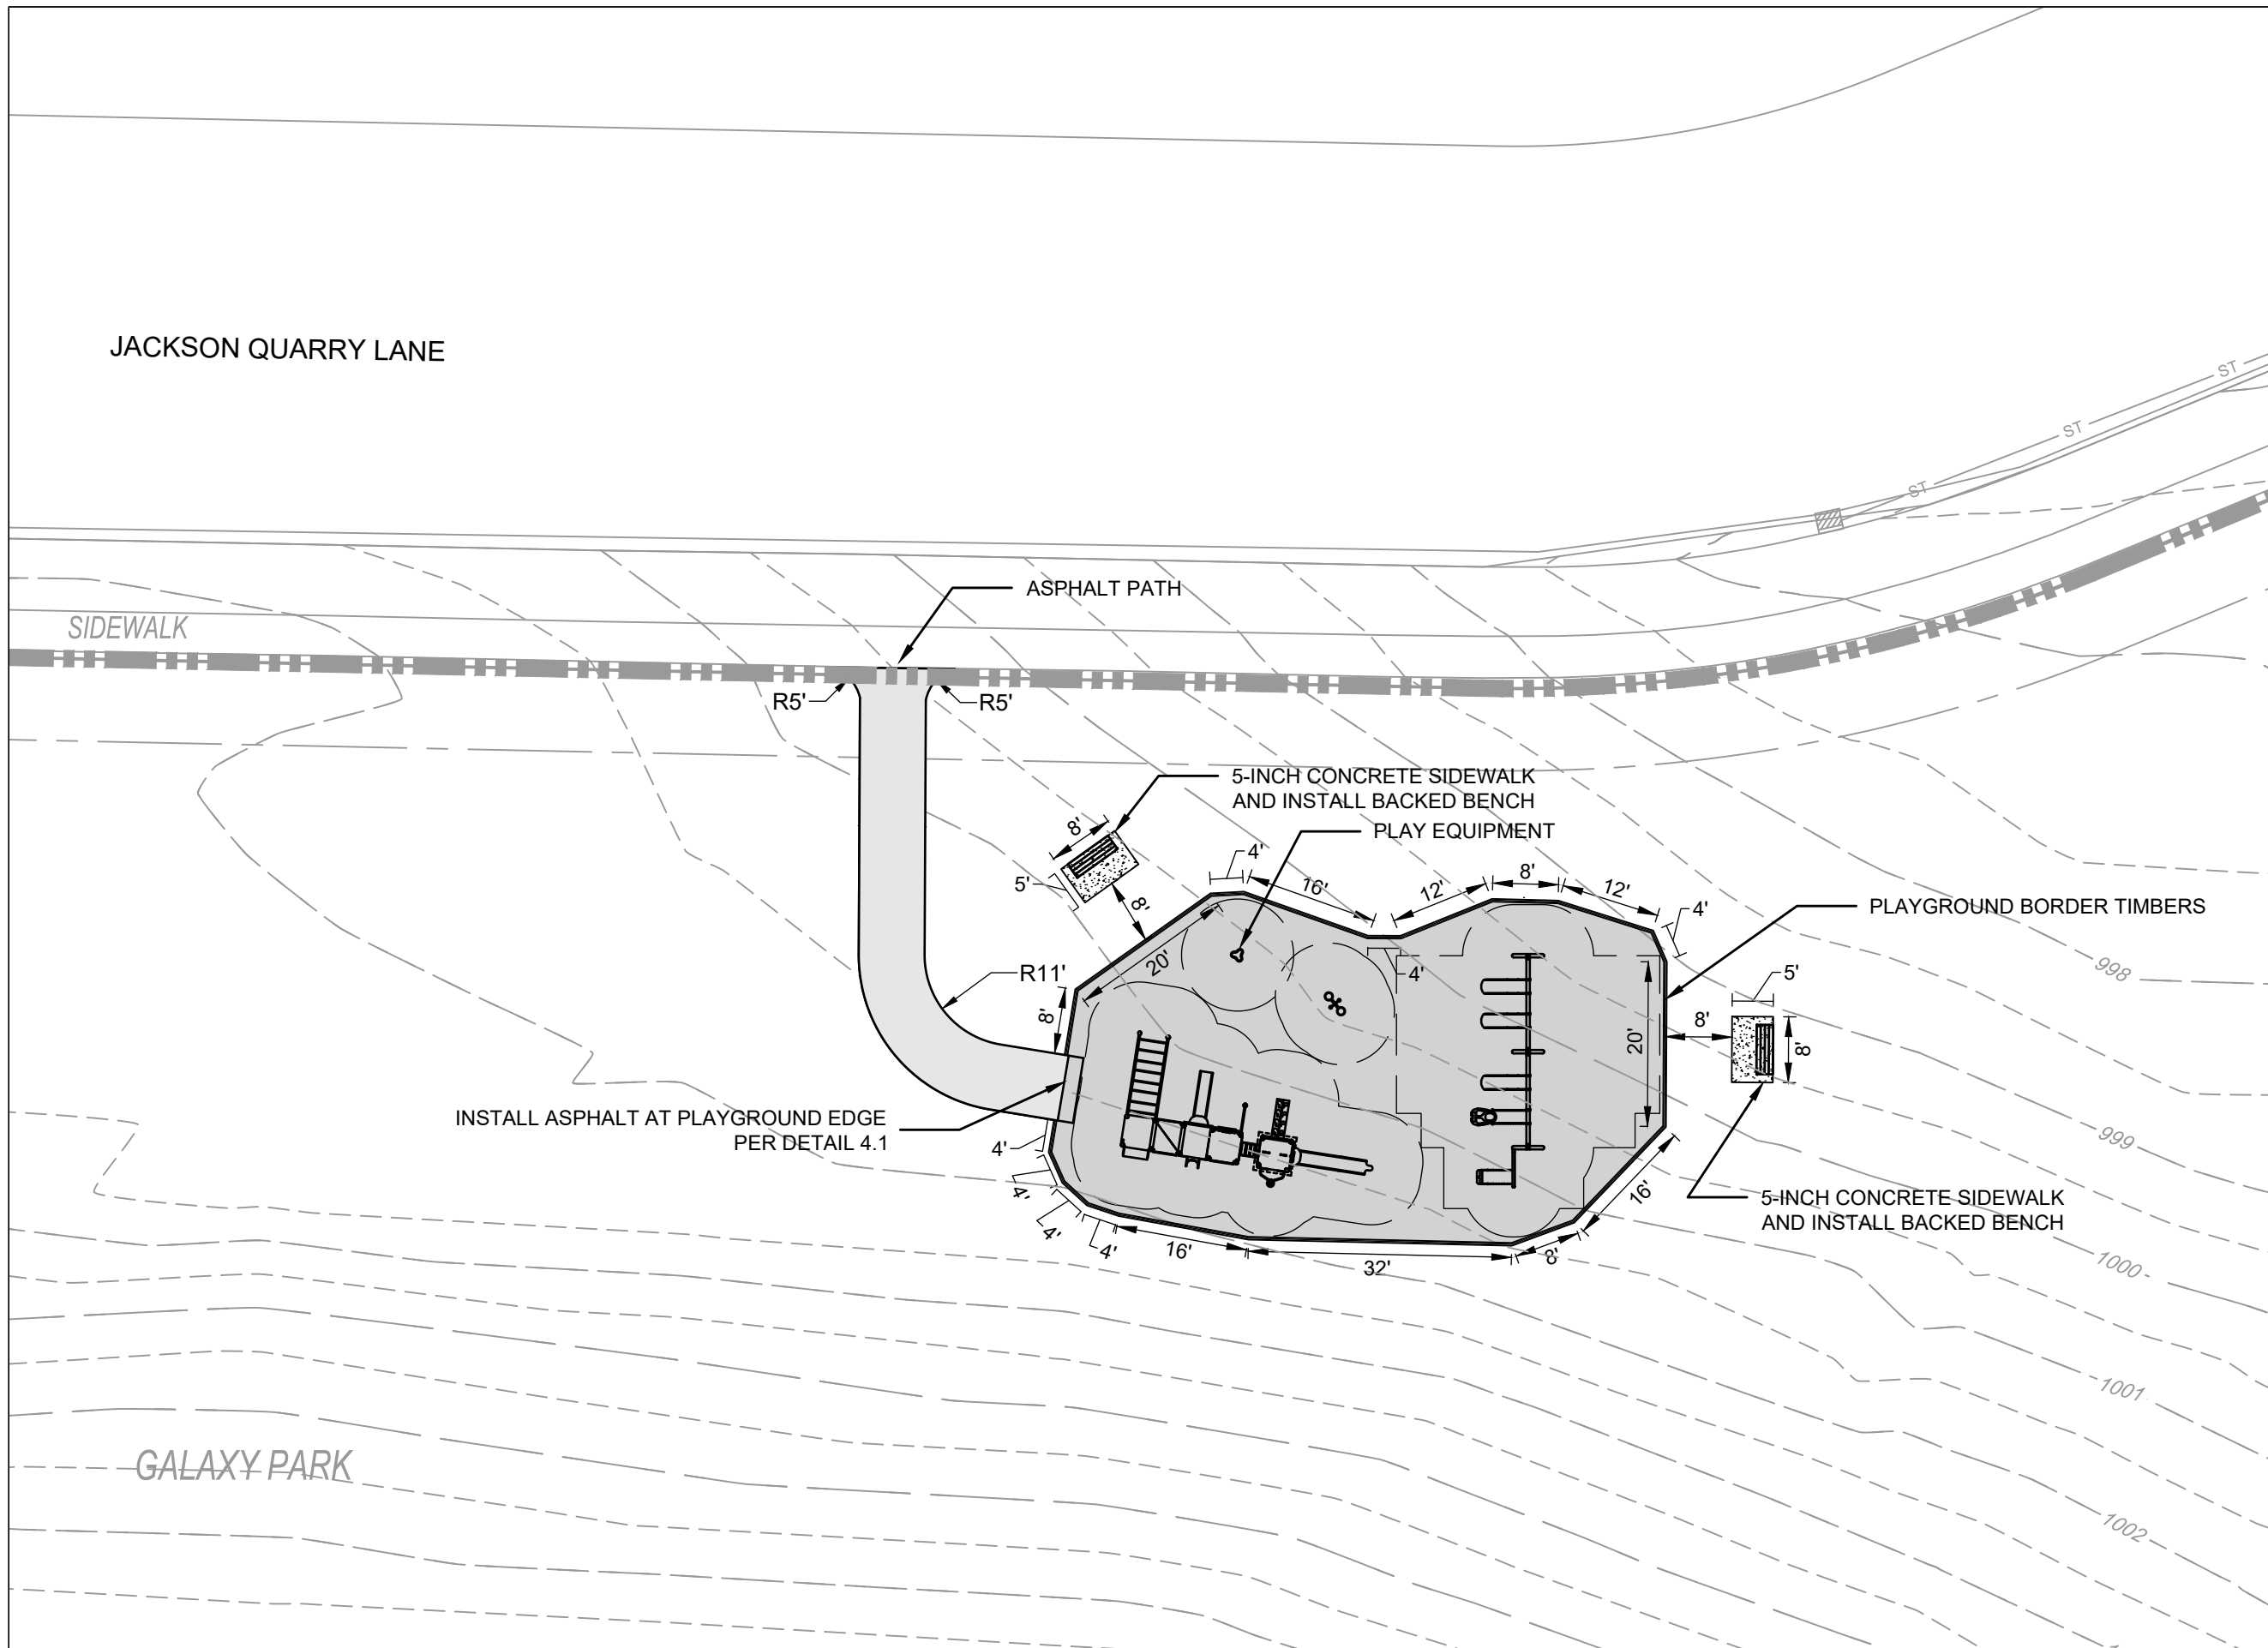 JACKSON QUARRY LANE
ST
ST
ST
ASPHALT PATH
SIDEWALK
R5'
R5'
5-INCH CONCRETE SIDEWALK
AND INSTALL BACKED BENCH
PLAY EQUIPMENT
8'
5'
8'
4'
16'
12'
8'
12'
4'
PLAYGROUND BORDER TIMBERS
20'
4'
R11'
8'
998
5'
8'
8'
20'
INSTALL ASPHALT AT PLAYGROUND EDGE
PER DETAIL 4.1
4'
4'
4'
4'
16'
32'
8'
16'
999
5-INCH CONCRETE SIDEWALK
AND INSTALL BACKED BENCH
1000
1001
GALAXY PARK
1002